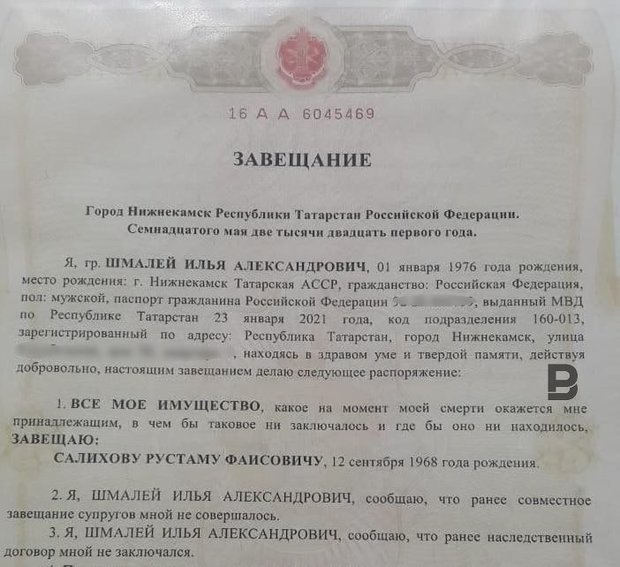 16 А А 6045469
ЗАВЕЩАНИЕ
Город Нижнекамск Республики Татарстан Российской Федерации.
Семнадцатого мая две тысячи двадцать первого года.
Я, гр. ШМАЛЕЙ ИЛЬЯ АЛЕКСАНДРОВИЧ, 01 января 1976 года рождения,
место рождения: г. Нижнекамск Татарская АССР, гражданство: Российская Федерация,
пол: мужской, паспорт гражданина Российской Федерации , выданный МВД
по Республике Татарстан 23 января 2021 года, код подразделения 160-013,
зарегистрированный по адресу: Республика Татарстан, город Нижнекамск, улица
, находясь в здравом уме и твердой памяти, действуя
добровольно, настоящим завещанием делаю следующее распоряжение:
В
1. ВСЕ МОЕ ИМУЩЕСТВО, какое на момент моей смерти окажется мне
принадлежащим, в чем бы таковое ни заключалось и где бы оно ни находилось,
ЗАВЕЩАЮ:
САЛИХОВУ РУСТАМУ ФАИСОВИЧУ, 12 сентября 1968 года рождения.
2. Я, ШМАЛЕЙ ИЛЬЯ АЛЕКСАНДРОВИЧ, сообщаю, что ранее совместное
завещание супругов мной не совершалось.
3. Я, ШМАЛЕЙ ИЛЬЯ АЛЕКСАНДРОВИЧ, сообщаю, что ранее наследственный
договор мной не заключался.